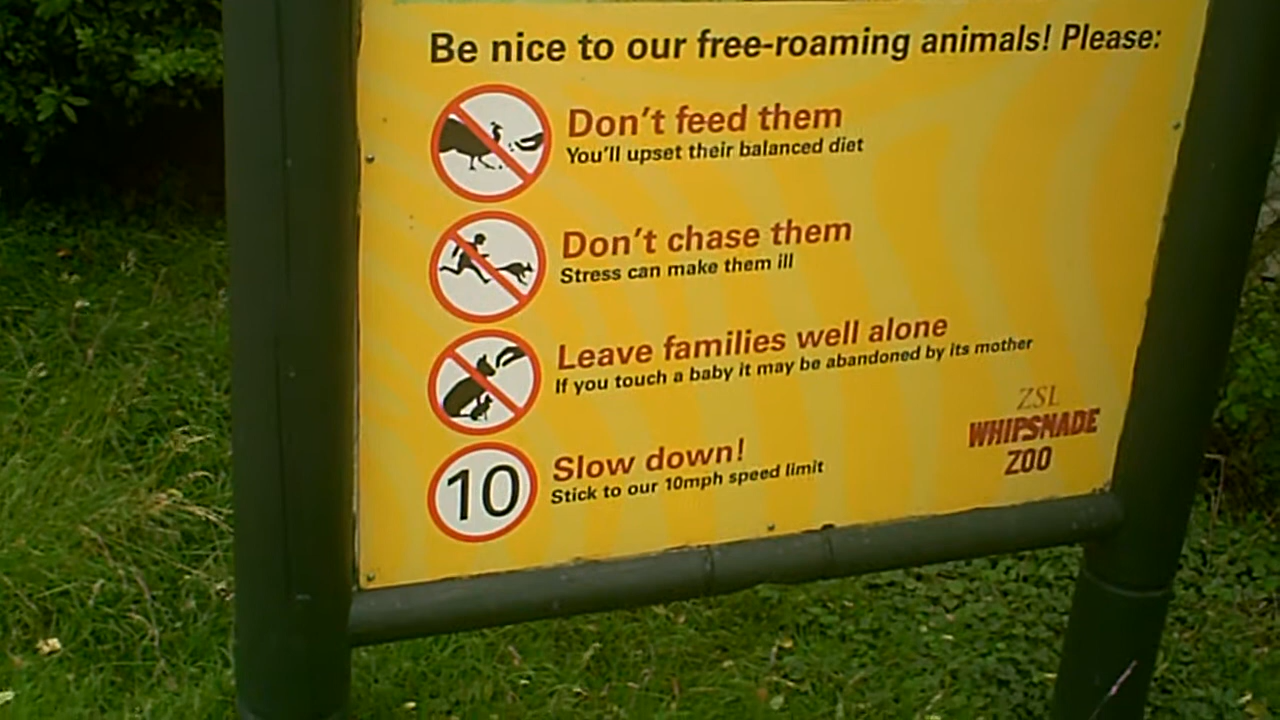 Be nice to our free-roaming animals! Please:
Don't feed them
You'll upset their balanced diet
Don't chase them
Stress can make them ill
Leave families well alone
If you touch a baby it may be abandoned by its mother
10
Slow down!
Stick to our 10mph speed limit
ZSL
WHIPSNADE
ZOO